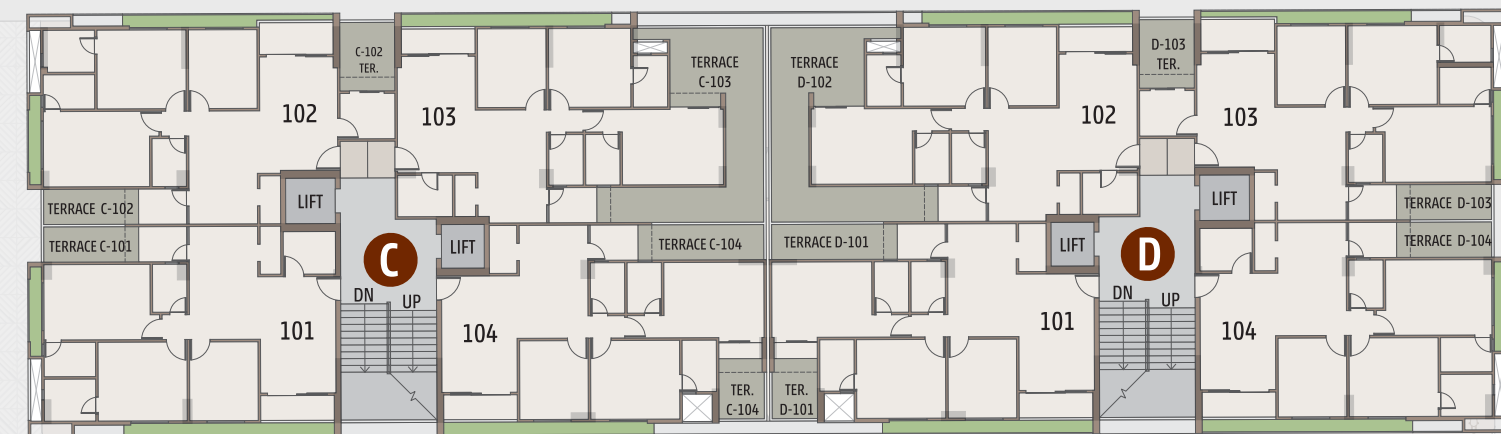 C-102
TER.
TERRACE
C-103
TERRACE
D-102
D-103
TER.
102
103
102
103
LIFT
LIFT
TERRACE C-102
TERRACE D-103
TERRACE C-101
LIFT
TERRACE C-104
TERRACE D-101
LIFT
TERRACE D-104
C
D
DN
UP
DN
UP
101
104
101
104
TER.
C-104
TER.
D-101